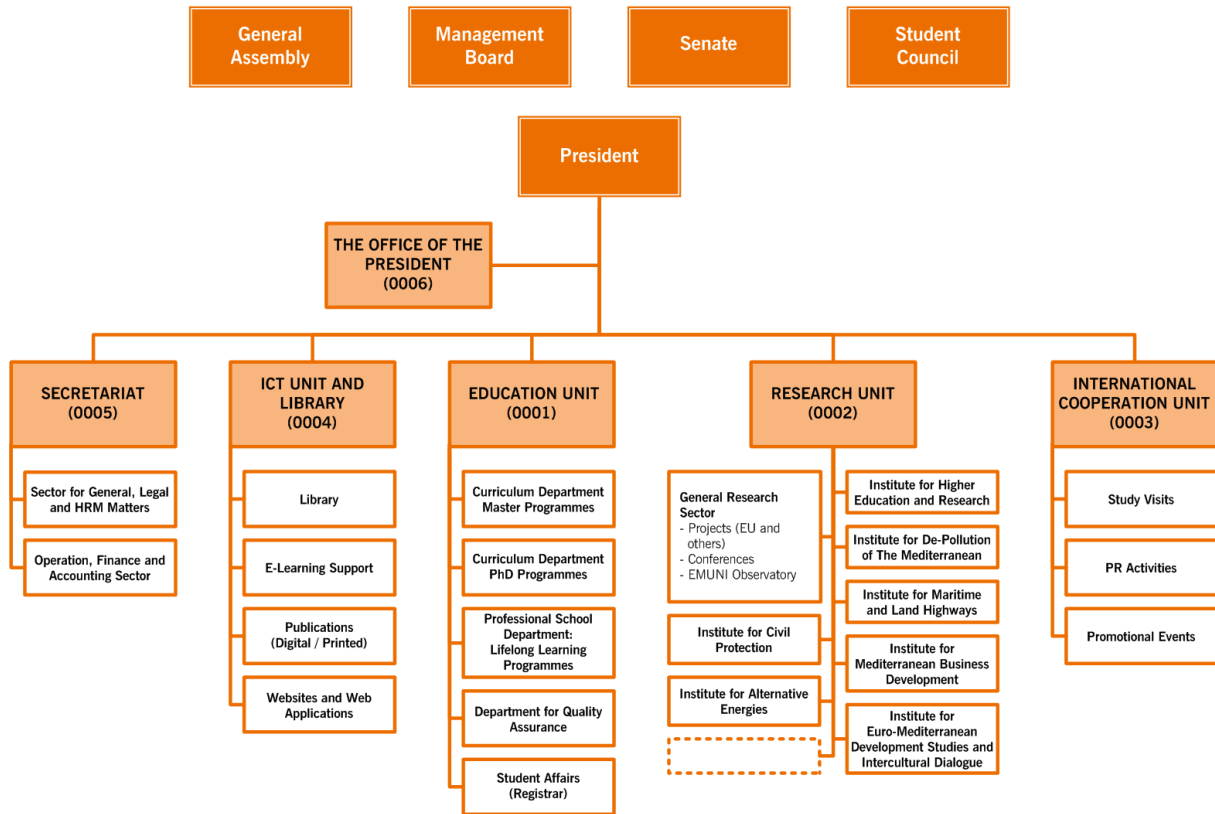 General
Assembly
Management
Board
Senate
Student
Council
President
THE OFFICE OF THE
PRESIDENT
(0006)
SECRETARIAT
(0005)
Sector for General, Legal
and HRM Matters
Operation, Finance and
Accounting Sector
ICT UNIT AND
LIBRARY
(0004)
Library
E-Learning Support
Publications
(Digital / Printed)
Websites and Web
Applications
EDUCATION UNIT
(0001)
Curriculum Department
Master Programmes
Curriculum Department
PhD Programmes
Professional School
Department:
Lifelong Learning
Programmes
Department for Quality
Assurance
Student Affairs
(Registrar)
RESEARCH UNIT
(0002)
General Research
Sector
- Projects (EU and
others)
- Conferences
- EMUNI Observatory
Institute for Civil
Protection
Institute for Alternative
Energies
Institute for Higher
Education and Research
Institute for De-Pollution
of The Mediterranean
Institute for Maritime
and Land Highways
Institute for
Mediterranean Business
Development
Institute for
Euro-Mediterranean
Development Studies and
Intercultural Dialogue
INTERNATIONAL
COOPERATION UNIT
(0003)
Study Visits
PR Activities
Promotional Events